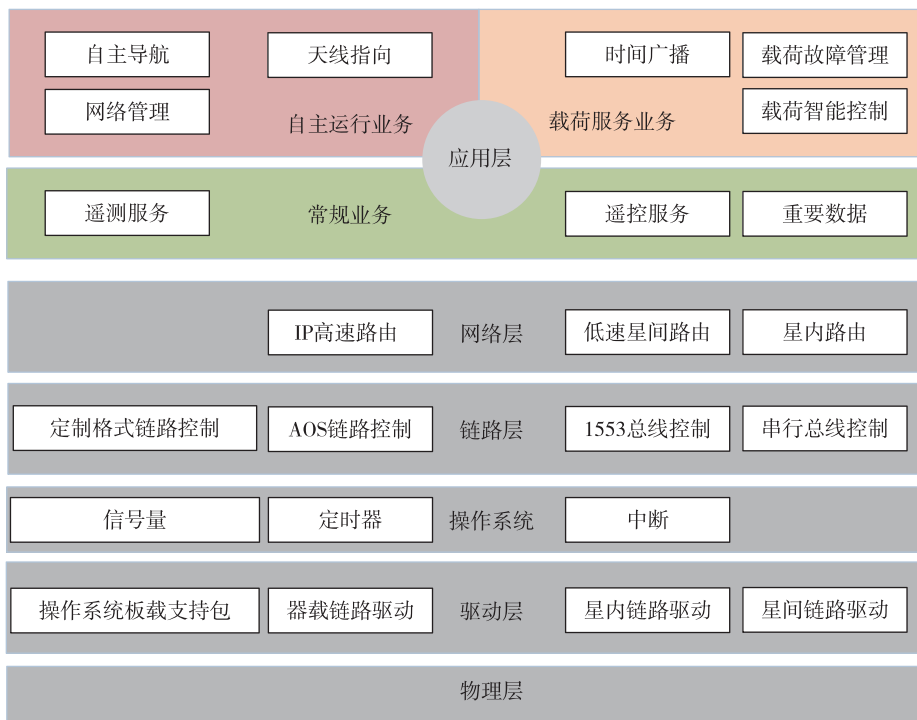 自主导航
天线指向
时间广播
载荷故障管理
网络管理
自主运行业务
载荷服务业务
载荷智能控制
应用层
遥测服务
常规业务
遥控服务
重要数据
IP高速路由
网络层
低速星间路由
星内路由
定制格式链路控制
AOS链路控制
链路层
1553总线控制
串行总线控制
信号量
定时器
操作系统
中断
操作系统板载支持包
器载链路驱动
驱动层
星内链路驱动
星间链路驱动
物理层